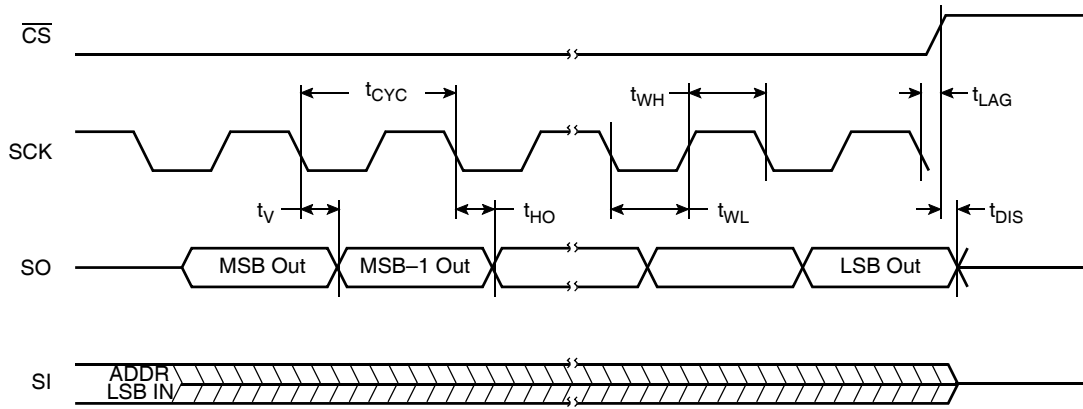 CS
tCYC
tWH
tLAG
SCK
tV
tHO
tWL
tDIS
SO
MSB Out
MSB–1 Out
LSB Out
SI
ADDR
LSB IN